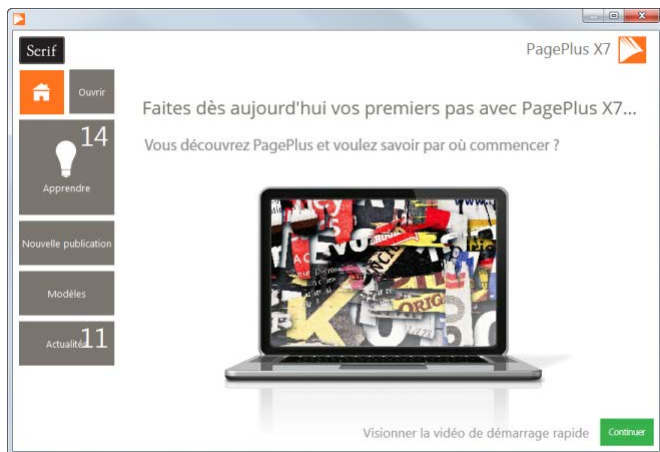 Serif
PagePlus X7
Ouvrir
14
Apprendre
Nouvelle publication
Modèles
Actualités 11
Faites dès aujourd'hui vos premiers pas avec PagePlus X7...
Vous découvrez PagePlus et voulez savoir par où commencer ?
ORIG
Visionner la vidéo de démarrage rapide
Continuer